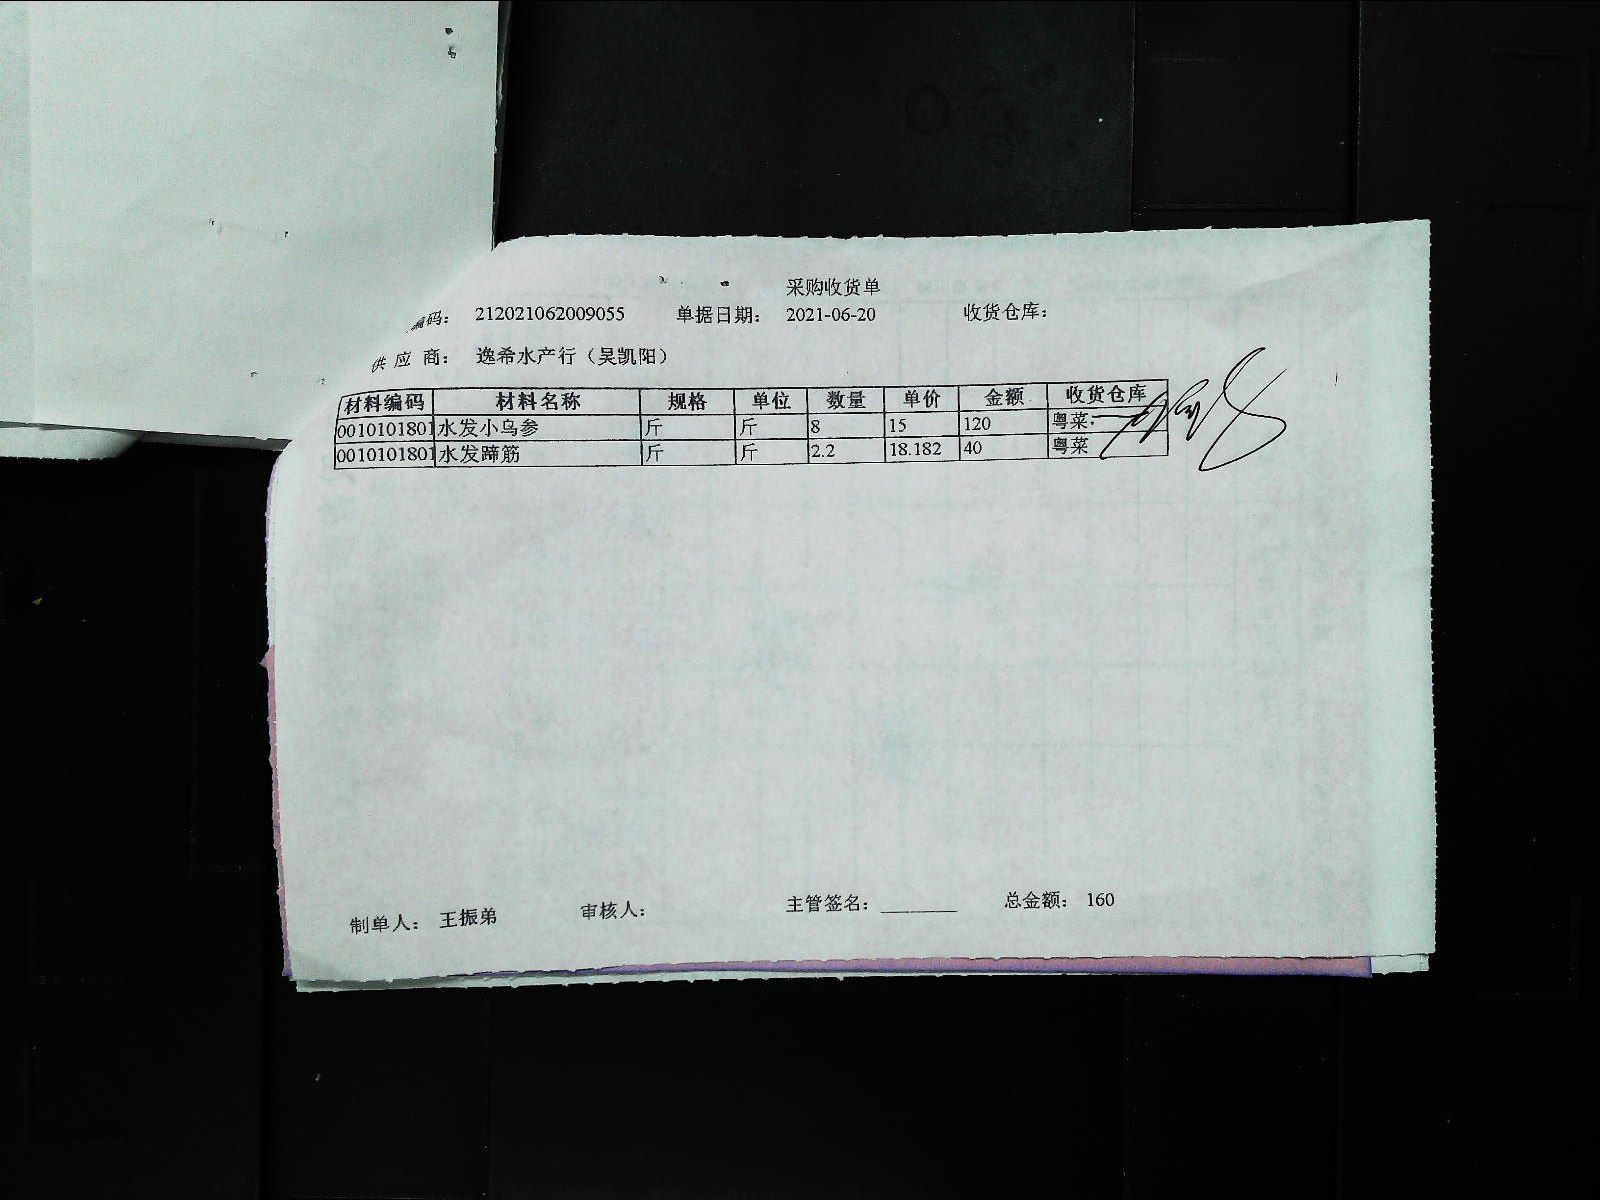 采购收货单
编码： 212021062009055 单据日期： 2021-06-20 收货仓库：
供应商： 逸希水产行（吴凯阳）
材料编码 材料名称 规格 单位 数量 单价 金额 收货仓库
0010101801 水发小乌参 斤 斤 8 15 120 粤菜
0010101801 水发蹄筋 斤 斤 2.2 18.182 40 粤菜
制单人： 王振弟 审核人： 主管签名： 总金额： 160